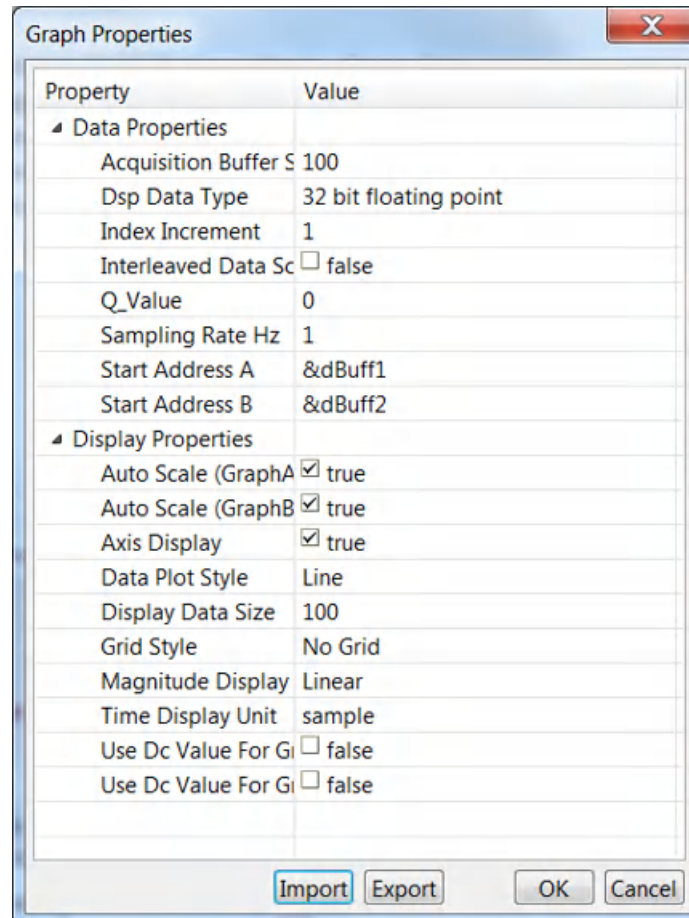 Graph Properties
Property Value
Data Properties
Acquisition Buffer S 100
Dsp Data Type 32 bit floating point
Index Increment 1
Interleaved Data Sc false
Q_Value 0
Sampling Rate Hz 1
Start Address A &dBuff1
Start Address B &dBuff2
Display Properties
Auto Scale (GraphA true
Auto Scale (GraphB true
Axis Display true
Data Plot Style Line
Display Data Size 100
Grid Style No Grid
Magnitude Display Linear
Time Display Unit sample
Use Dc Value For Gr false
Use Dc Value For Gr false
Import Export OK Cancel